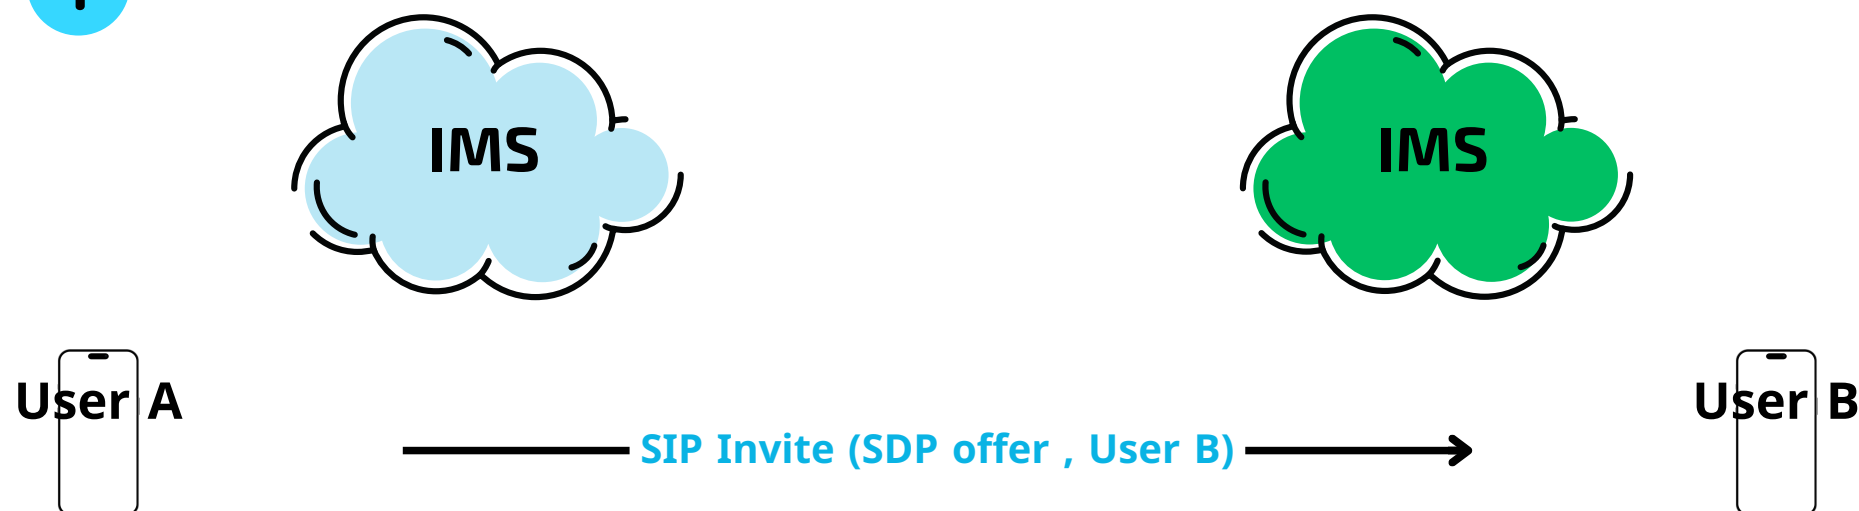 IMS
IMS
User A
User B
SIP Invite (SDP offer , User B)